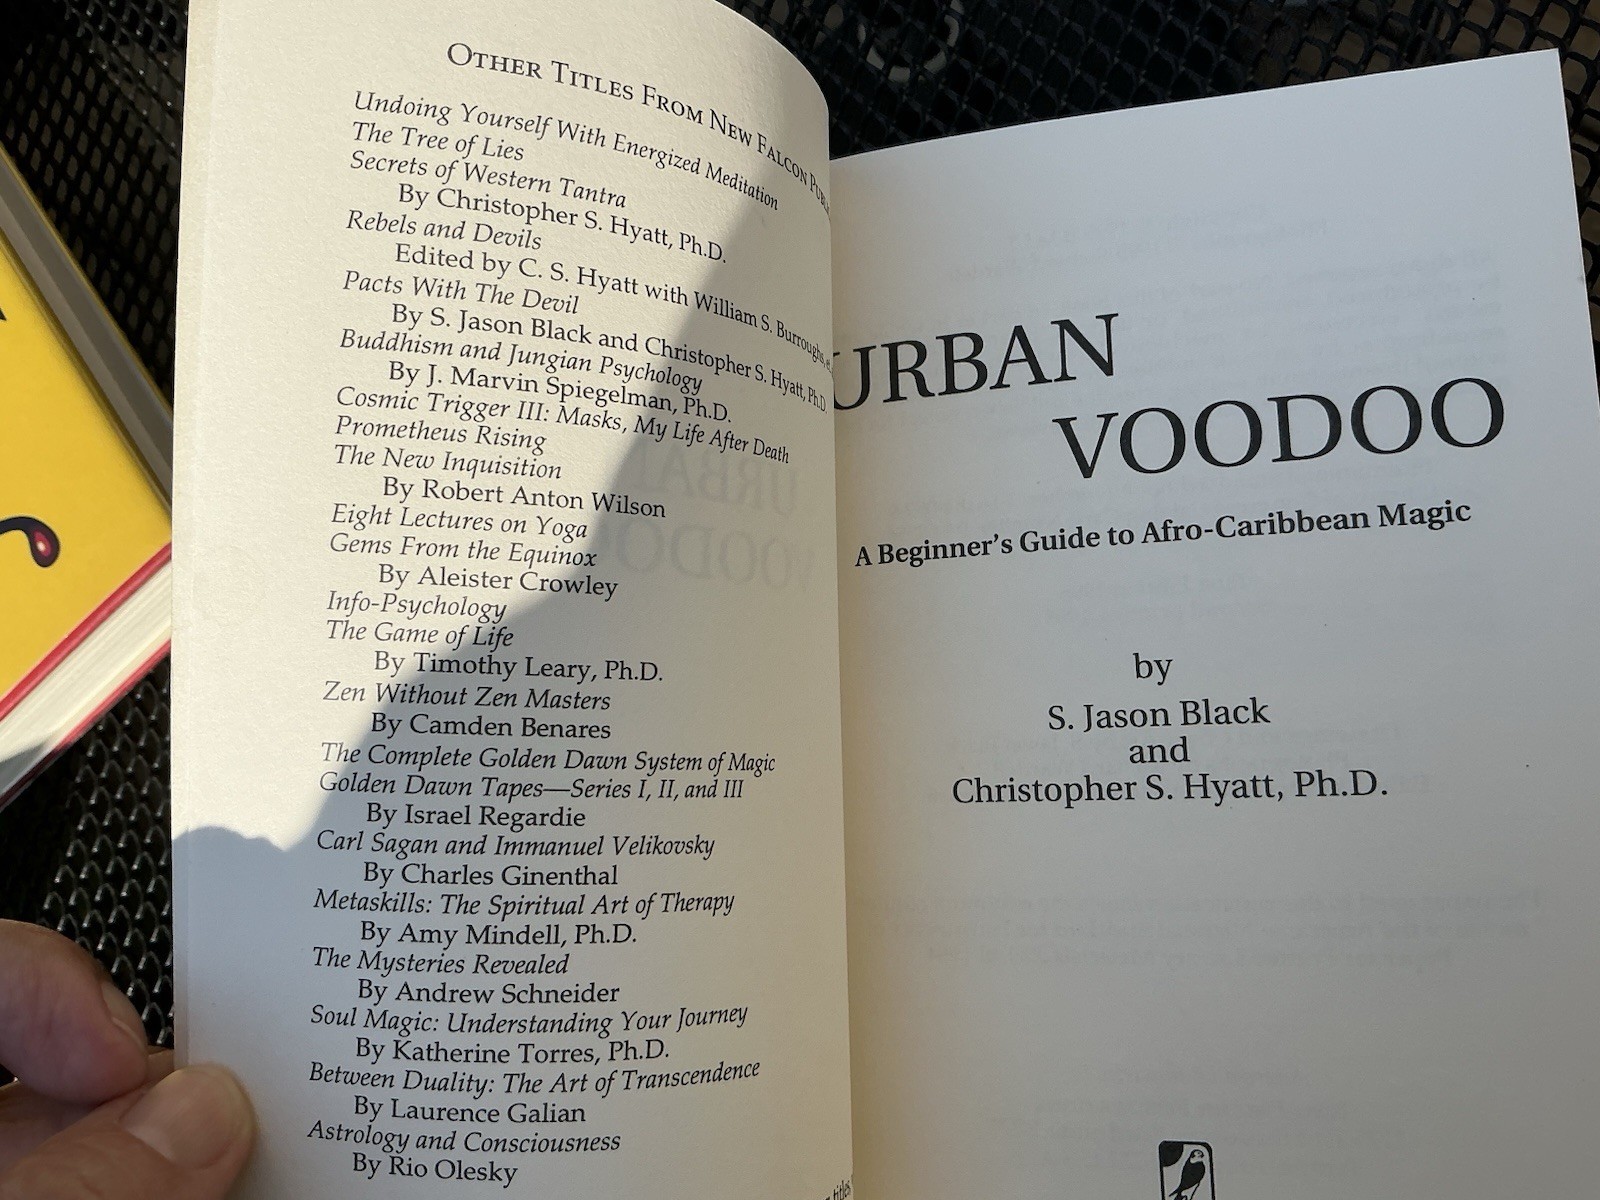 OTHER TITLES FROM NEW FALCON
Undoing Yourself With Energized Meditation
The Tree of Lies
Secrets of Western Tantra
By Christopher S. Hyatt, Ph.D.
Rebels and Devils
Edited by C. S. Hyatt with William S. Burroughs,
Pacts With The Devil
By S. Jason Black and Christopher S. Hyatt, Ph.D
Buddhism and Jungian Psychology
By J. Marvin Spiegelman, Ph.D.
Cosmic Trigger III: Masks, My Life After Death
Prometheus Rising
The New Inquisition
By Robert Anton Wilson
Eight Lectures on Yoga
Gems From the Equinox
By Aleister Crowley
Info-Psychology
The Game of Life
By Timothy Leary, Ph.D.
Zen Without Zen Masters
By Camden Benares
The Complete Golden Dawn System of Magic
Golden Dawn Tapes—Series I, II, and III
By Israel Regardie
Carl Sagan and Immanuel Velikovsky
By Charles Ginenthal
Metaskills: The Spiritual Art of Therapy
By Amy Mindell, Ph.D.
The Mysteries Revealed
By Andrew Schneider
Soul Magic: Understanding Your Journey
By Katherine Torres, Ph.D.
Between Duality: The Art of Transcendence
By Laurence Galian
Astrology and Consciousness
By Rio Olesky
URBAN
VOODOO
A Beginner's Guide to Afro-Caribbean Magic
by
S. Jason Black
and
Christopher S. Hyatt, Ph.D.